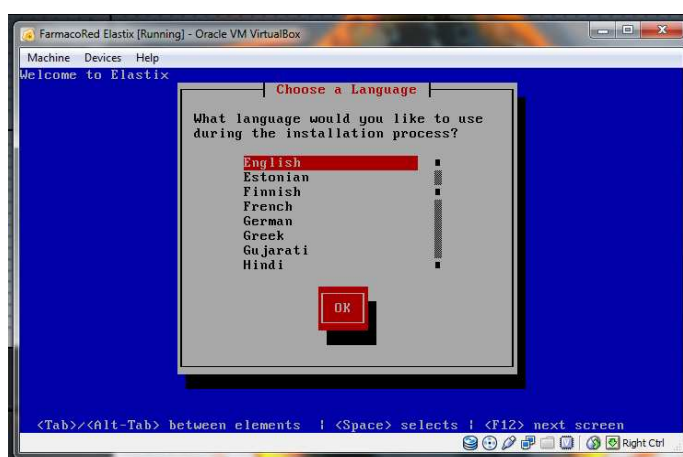 FarmacoRed Elastix [Running] - Oracle VM VirtualBox
Machine Devices Help
Welcome to Elastix
Choose a Language
What language would you like to use
during the installation process?
English
Estonian
Finnish
French
German
Greek
Gujarati
Hindi
OK
<Tab>/<Alt-Tab> between elements | <Space> selects | <F12> next screen
Right Ctrl